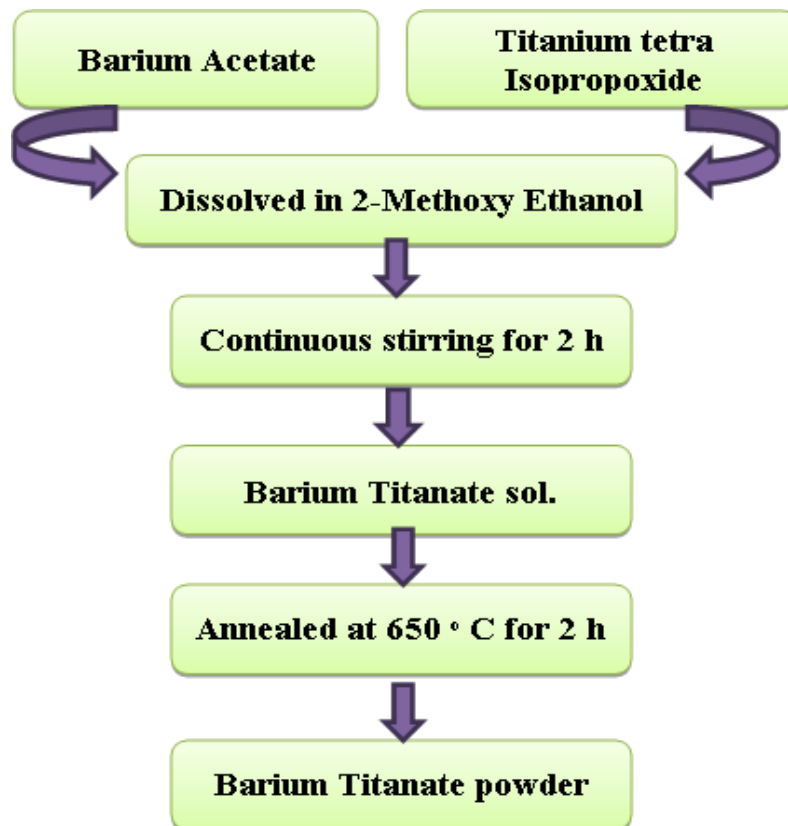 Barium Acetate
Titanium tetra
Isopropoxide
Dissolved in 2-Methoxy Ethanol
Continuous stirring for 2 h
Barium Titanate sol.
Annealed at 650 ° C for 2 h
Barium Titanate powder